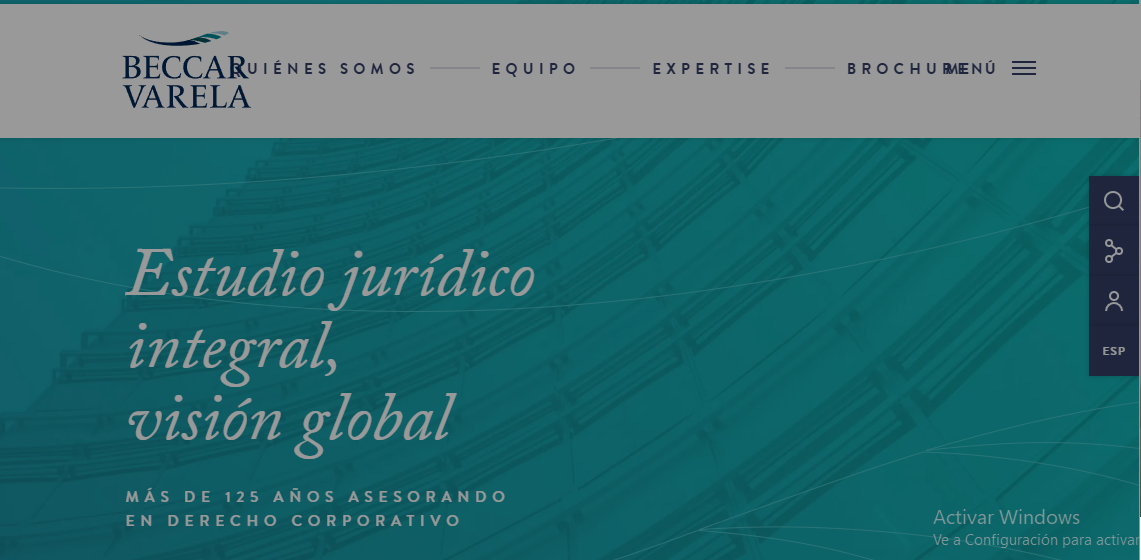 BECCAR
VARELA
QUIÉNES SOMOS
EQUIPO
EXPERTISE
BROCHURE
MENÚ
Estudio jurídico
integral,
visión global
MÁS DE 125 AÑOS ASESORANDO
EN DERECHO CORPORATIVO
ESP
Activar Windows
Ve a Configuración para activar